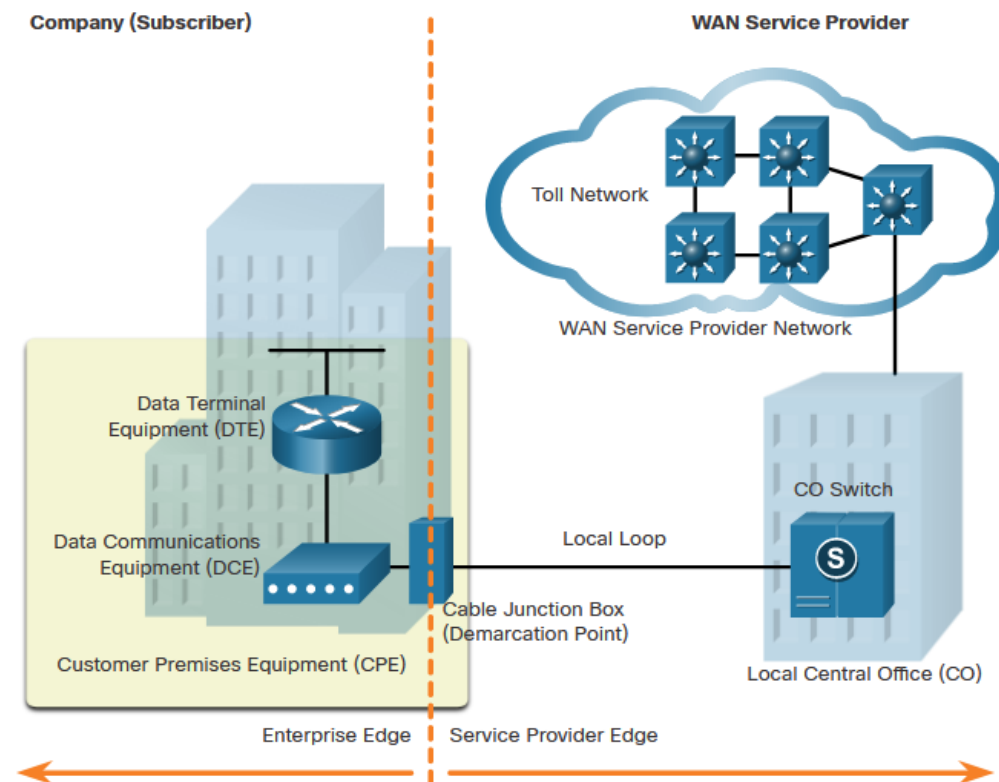 Company (Subscriber)
WAN Service Provider
Toll Network
WAN Service Provider Network
Data Terminal
Equipment (DTE)
CO Switch
S
Data Communications
Equipment (DCE)
Local Loop
Cable Junction Box
(Demarcation Point)
Customer Premises Equipment (CPE)
Local Central Office (CO)
Enterprise Edge
Service Provider Edge